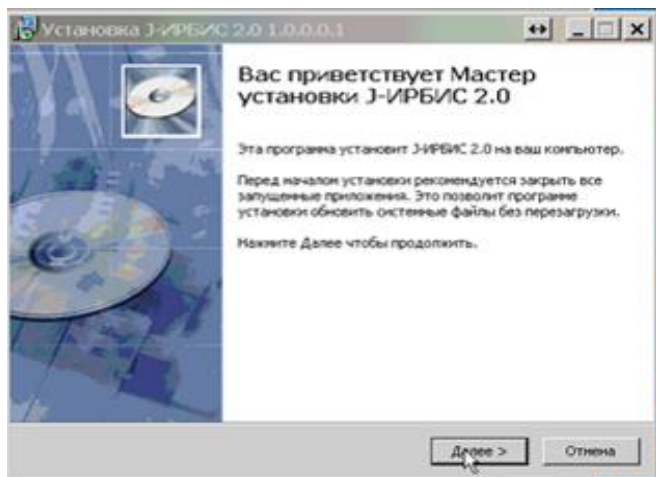 Установка J-ИРБИС 2.0 1.0.0.0.1
Вас приветствует Мастер
установки J-ИРБИС 2.0
Эта программа установит J-ИРБИС 2.0 на ваш компьютер.
Перед началом установки рекомендуется закрыть все
запущенные приложения. Это позволит программе
установки обновить системные файлы без перезагрузки.
Нажмите Далее чтобы продолжить.
Далее >
Отмена